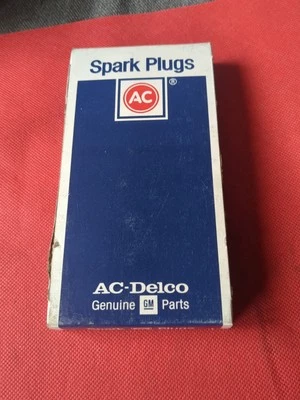 Spark Plugs
AC ®
AC-Delco
Genuine GM Parts